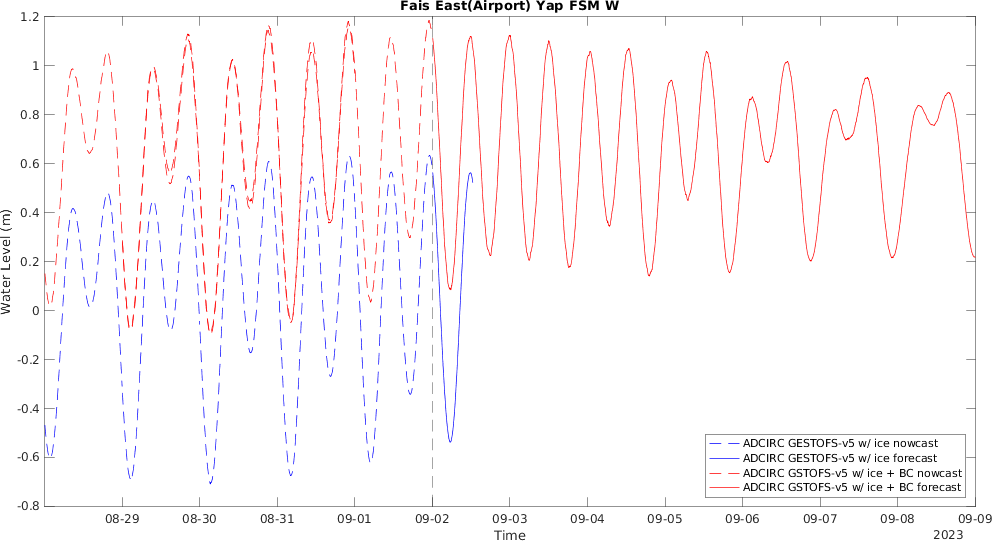 Fais East(Airport) Yap FSM W
1.2
1
0.8
0.6
0.4
0.2
0
-0.2
-0.4
-0.6
-0.8
Water Level (m)
ADCIRC GESTOFS-v5 w/ ice nowcast
ADCIRC GESTOFS-v5 w/ ice forecast
ADCIRC GSTOFS-v5 w/ ice + BC nowcast
ADCIRC GSTOFS-v5 w/ ice + BC forecast
08-29 08-30 08-31 09-01 09-02 09-03 09-04 09-05 09-06 09-07 09-08 09-09
Time
2023